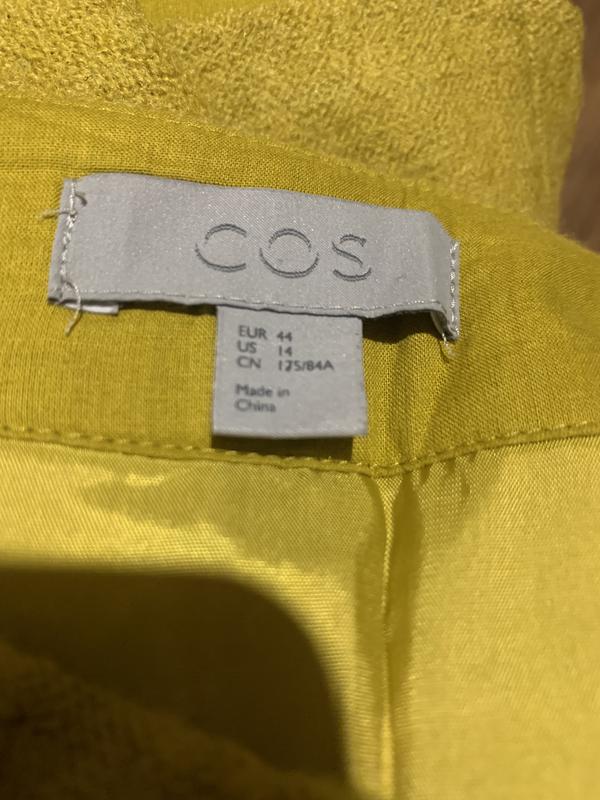 COS
EUR 44
US 14
CN 175/84A
Made in
China